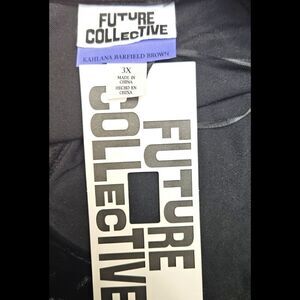 FUTURE
COLLECTIVE
KAHLANA BARFIELD BROWN
3X
MADE IN
CHINA
HECHO EN
CHINA
FUTURE
COLLECTIVE